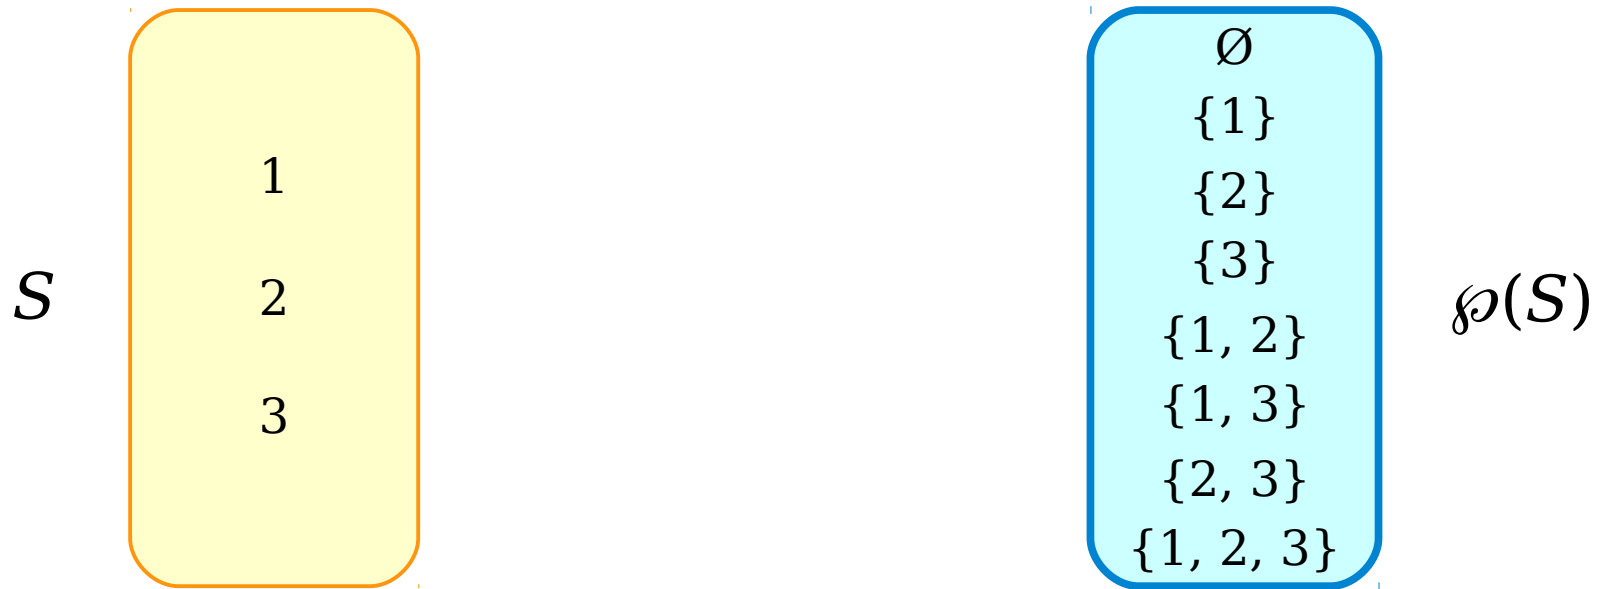 S
1
2
3
Ø
{1}
{2}
{3}
{1, 2}
{1, 3}
{2, 3}
{1, 2, 3}
℘(S)